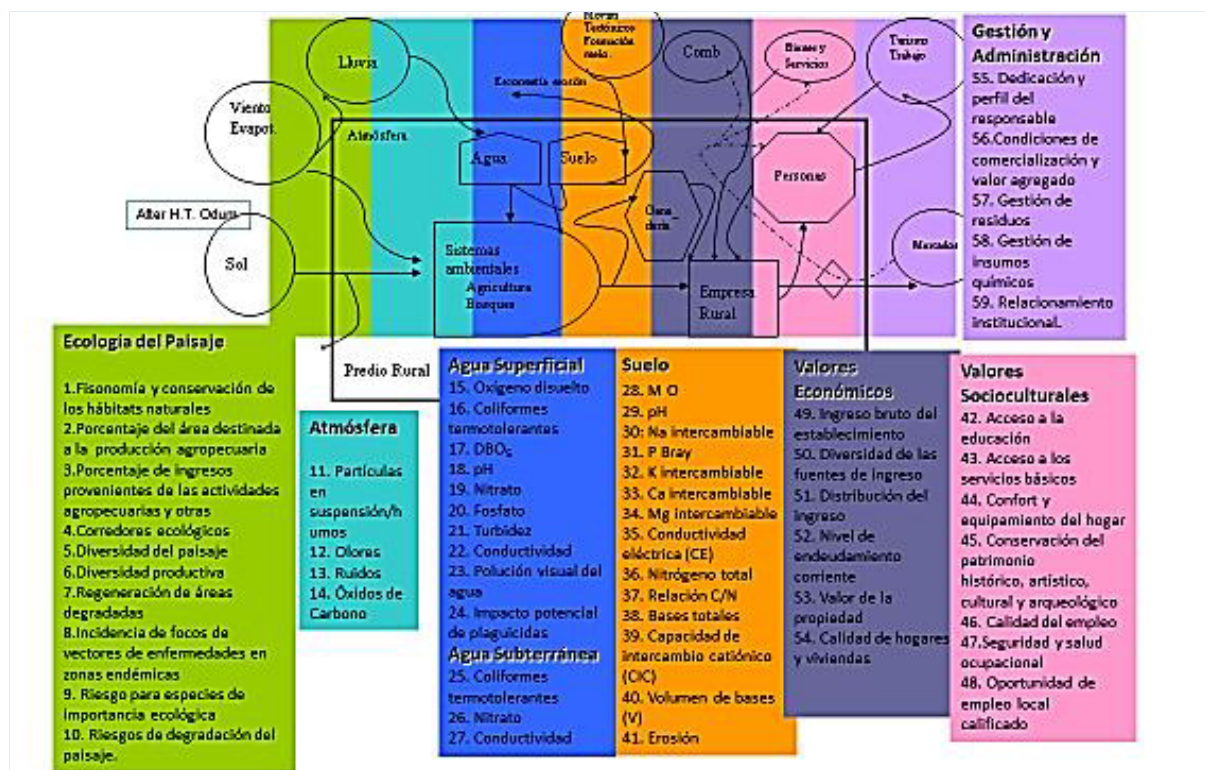 Lluvia
Viento
Evapot.
Atmósfera
After H.T. Odum
Sol
Tectónico
Formación
suelo.
Economía erosión
Agua
Suelo
Comb
Bienes y
Servicios
Turismo
Trabajo
Personas
Gana_
dería
Mercados
Sistemas
ambientales
Agricultura
Bosques
Empresa
Rural
Predio Rural
Gestión y
Administración
55. Dedicación y
perfil del
responsable
56.Condiciones de
comercialización y
valor agregado
57. Gestión de
residuos
58. Gestión de
insumos
químicos
59. Relacionamiento
institucional.
Ecología del Paisaje
1.Fisonomía y conservación de
los hábitats naturales
2.Porcentaje del área destinada
a la producción agropecuaria
3.Porcentaje de ingresos
provenientes de las actividades
agropecuarias y otras
4.Corredores ecológicos
5.Diversidad del paisaje
6.Diversidad productiva
7.Regeneración de áreas
degradadas
8.Incidencia de focos de
vectores de enfermedades en
zonas endémicas
9. Riesgo para especies de
importancia ecológica
10. Riesgos de degradación del
paisaje.
Atmósfera
11. Partículas
en
suspensión/h
umos
12. Olores
13. Ruidos
14. Óxidos de
Carbono
Agua Superficial
15. Oxígeno disuelto
16. Coliformes
termotolerantes
17. DBO₅
18. pH
19. Nitrato
20. Fosfato
21. Turbidez
22. Conductividad
23. Polución visual del
agua
24. Impacto potencial
de plaguicidas
Agua Subterránea
25. Coliformes
termotolerantes
26. Nitrato
27. Conductividad
Suelo
28. M O
29. pH
30: Na intercambiable
31. P Bray
32. K intercambiable
33. Ca intercambiable
34. Mg intercambiable
35. Conductividad
eléctrica (CE)
36. Nitrógeno total
37. Relación C/N
38. Bases totales
39. Capacidad de
intercambio catiónico
(CIC)
40. Volumen de bases
(V)
41. Erosión
Valores
Económicos
49. Ingreso bruto del
establecimiento
50. Diversidad de las
fuentes de ingreso
51. Distribución del
ingreso
52. Nivel de
endeudamiento
corriente
53. Valor de la
propiedad
54. Calidad de hogares
y viviendas
Valores
Socioculturales
42. Acceso a la
educación
43. Acceso a los
servicios básicos
44. Confort y
equipamiento del hogar
45. Conservación del
patrimonio
histórico, artístico,
cultural y arqueológico
46. Calidad del empleo
47.Seguridad y salud
ocupacional
48. Oportunidad de
empleo local
calificado